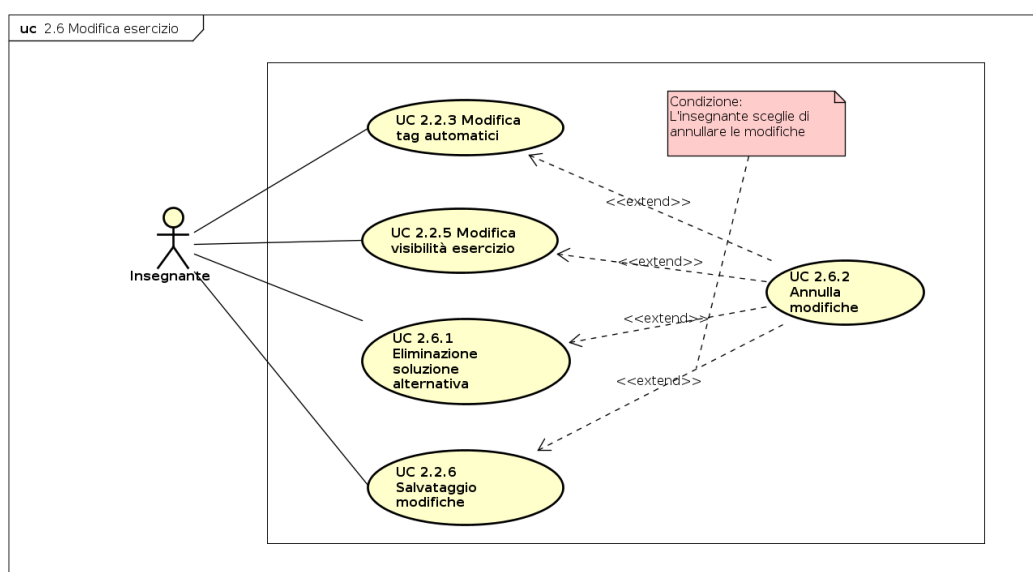 uc 2.6 Modifica esercizio
UC 2.2.3 Modifica
tag automatici
Condizione:
L'insegnante sceglie di
annullare le modifiche
<<extend>>
UC 2.2.5 Modifica
visibilità esercizio
<<extend>>
Insegnante
UC 2.6.2
Annulla
modifiche
<<extend>>
UC 2.6.1
Eliminazione
soluzione
alternativa
<<extend>>
UC 2.2.6
Salvataggio
modifiche